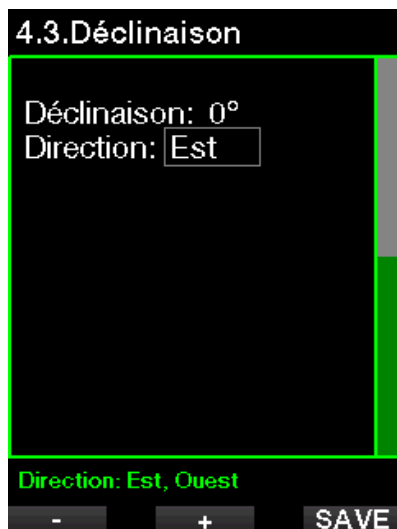 4.3.Déclinaison
Déclinaison: 0°
Direction: Est
Direction: Est, Ouest
- + SAVE